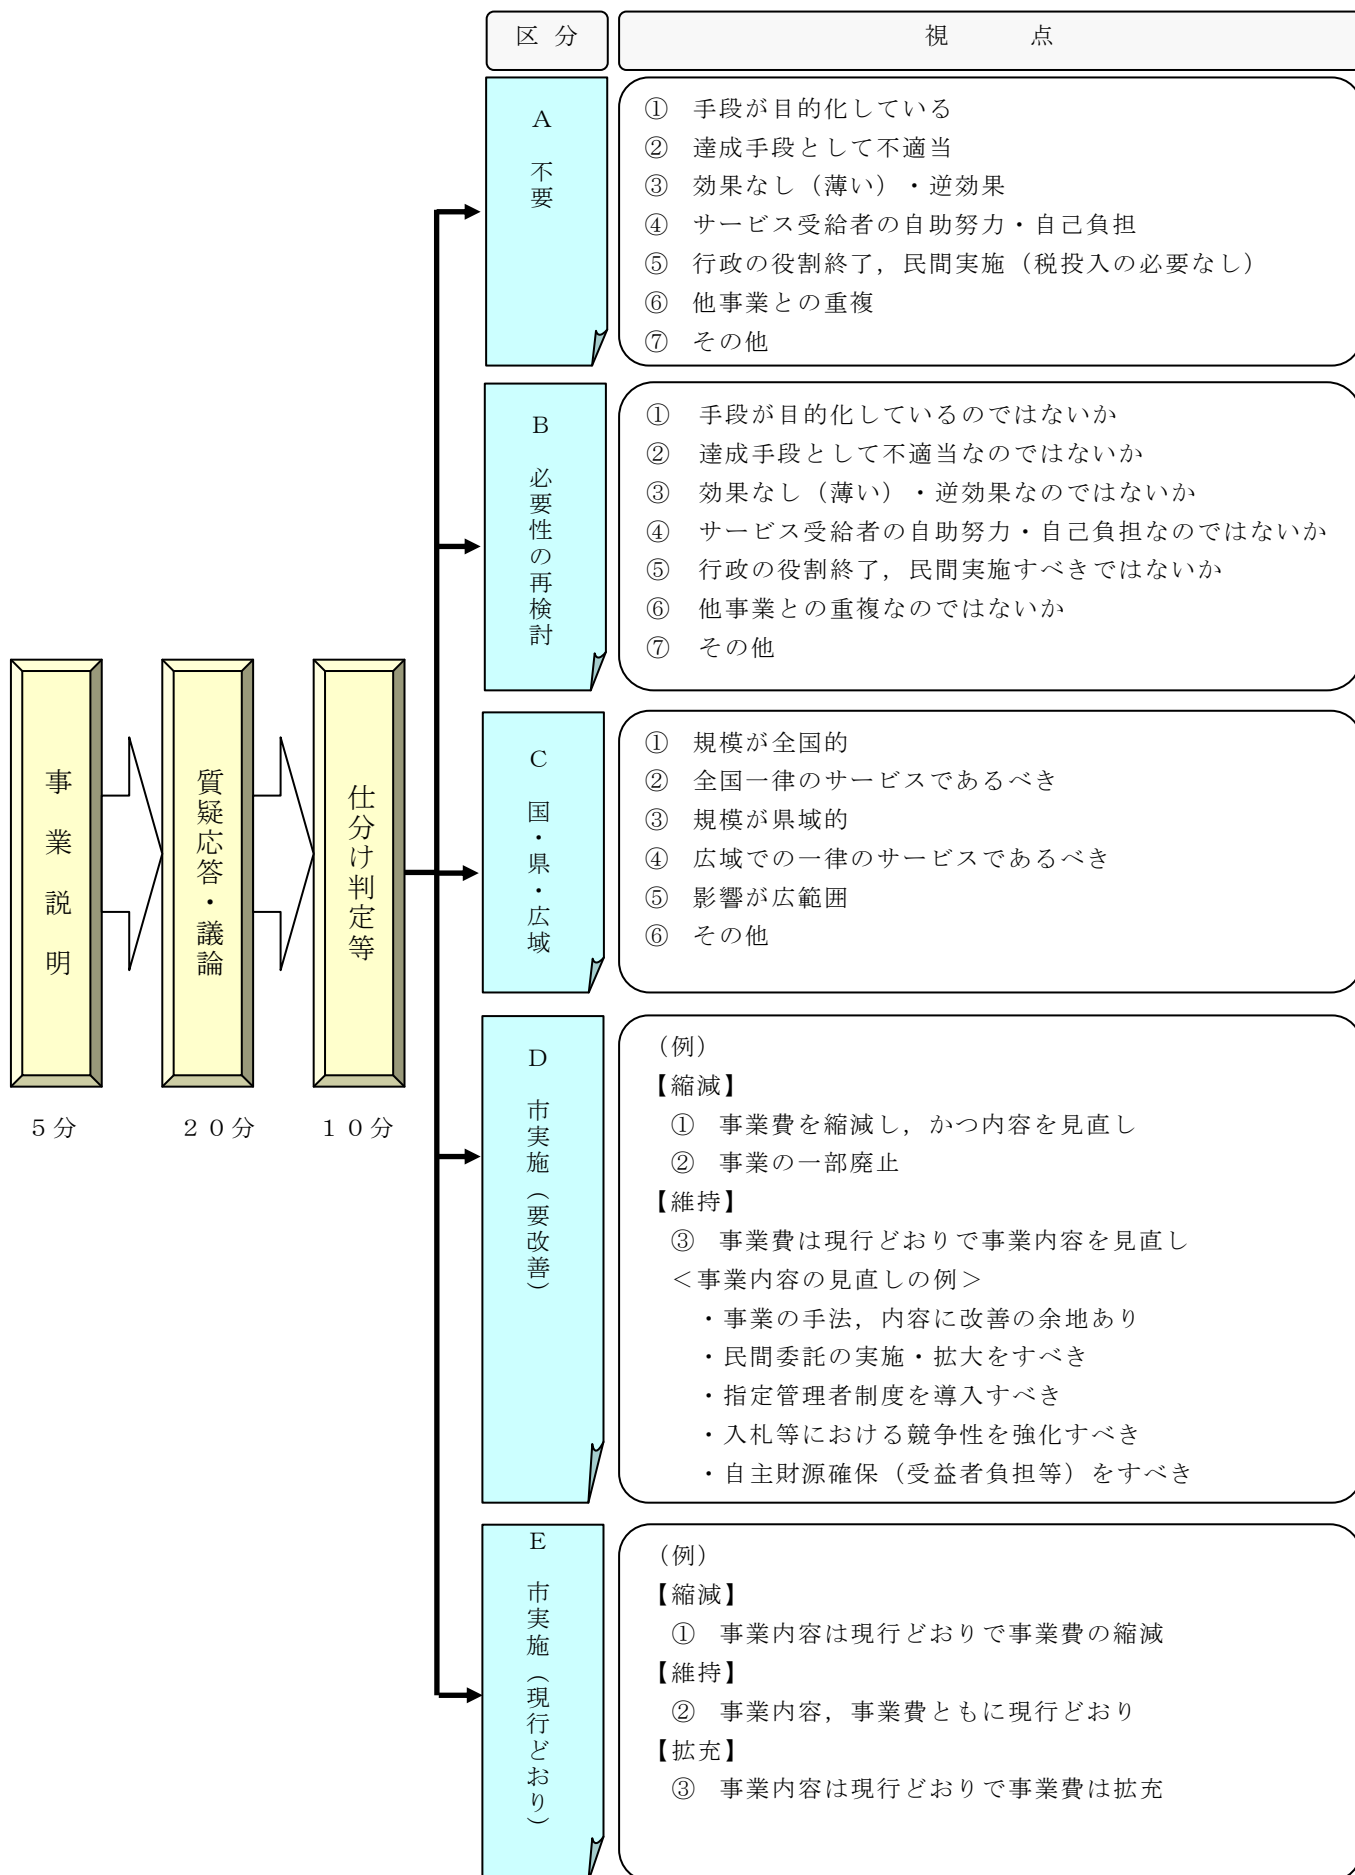 区 分
視 点
A 不要
① 手段が目的化している
② 達成手段として不適当
③ 効果なし（薄い）・逆効果
④ サービス受給者の自助努力・自己負担
⑤ 行政の役割終了，民間実施（税投入の必要なし）
⑥ 他事業との重複
⑦ その他
B 必要性の再検討
① 手段が目的化しているのではないか
② 達成手段として不適当なのではないか
③ 効果なし（薄い）・逆効果なのではないか
④ サービス受給者の自助努力・自己負担なのではないか
⑤ 行政の役割終了，民間実施すべきではないか
⑥ 他事業との重複なのではないか
⑦ その他
事業説明
質疑応答・議論
仕分け判定等
５分
２０分
１０分
C 国・県・広域
① 規模が全国的
② 全国一律のサービスであるべき
③ 規模が県域的
④ 広域での一律のサービスであるべき
⑤ 影響が広範囲
⑥ その他
D 市実施（要改善）
（例）
【縮減】
① 事業費を縮減し，かつ内容を見直し
② 事業の一部廃止
【維持】
③ 事業費は現行どおりで事業内容を見直し
＜事業内容の見直しの例＞
・事業の手法，内容に改善の余地あり
・民間委託の実施・拡大をすべき
・指定管理者制度を導入すべき
・入札等における競争性を強化すべき
・自主財源確保（受益者負担等）をすべき
E 市実施（現行どおり）
（例）
【縮減】
① 事業内容は現行どおりで事業費の縮減
【維持】
② 事業内容，事業費ともに現行どおり
【拡充】
③ 事業内容は現行どおりで事業費は拡充